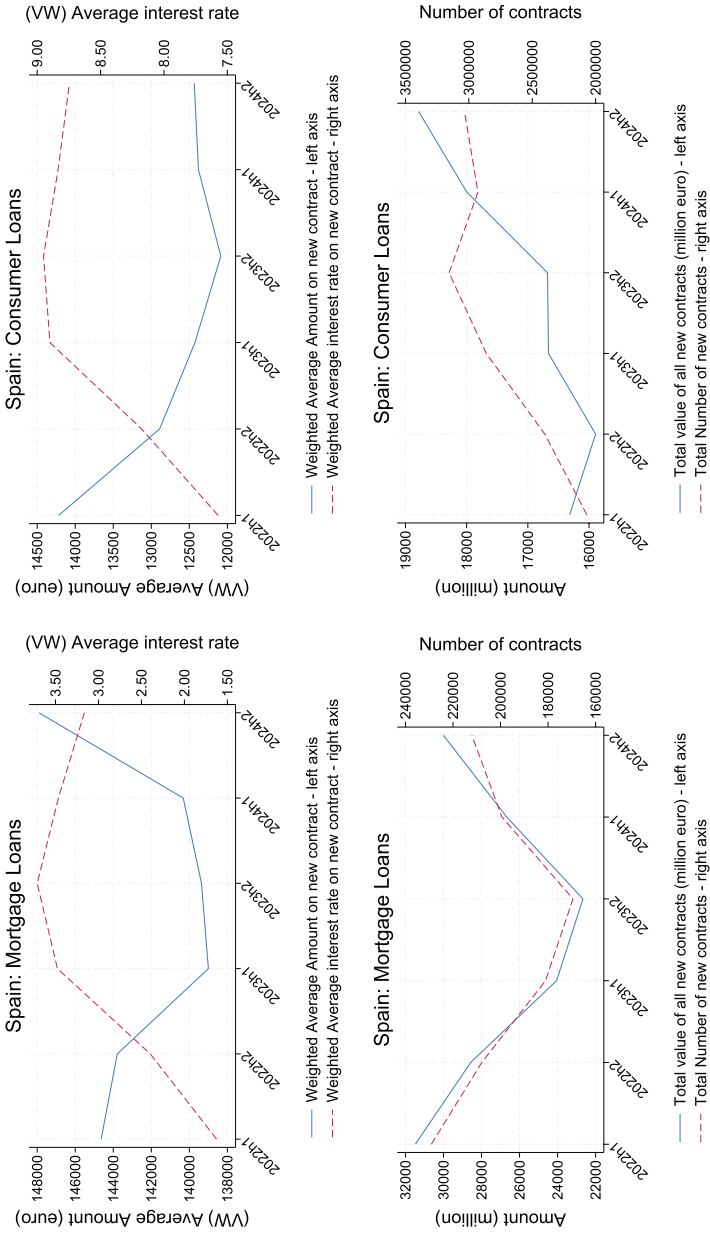 Spain: Mortgage Loans
(VW) Average Amount (euro)
148000
146000
144000
142000
140000
138000
(VW) Average interest rate
3.50
3.00
2.50
2.00
1.50
2022h1
2022h2
2023h1
2023h2
2024h1
2024h2
Weighted Average Amount on new contract - left axis
Weighted Average interest rate on new contract - right axis
Spain: Consumer Loans
(VW) Average Amount (euro)
14500
14000
13500
13000
12500
12000
(VW) Average interest rate
9.00
8.50
8.00
7.50
2022h1
2022h2
2023h1
2023h2
2024h1
2024h2
Weighted Average Amount on new contract - left axis
Weighted Average interest rate on new contract - right axis
Spain: Mortgage Loans
Amount (million)
32000
30000
28000
26000
24000
22000
Number of contracts
240000
220000
200000
180000
160000
2022h1
2022h2
2023h1
2023h2
2024h1
2024h2
Total value of all new contracts (million euro) - left axis
Total Number of new contracts - right axis
Spain: Consumer Loans
Amount (million)
19000
18000
17000
16000
Number of contracts
3500000
3000000
2500000
2000000
2022h1
2022h2
2023h1
2023h2
2024h1
2024h2
Total value of all new contracts (million euro) - left axis
Total Number of new contracts - right axis